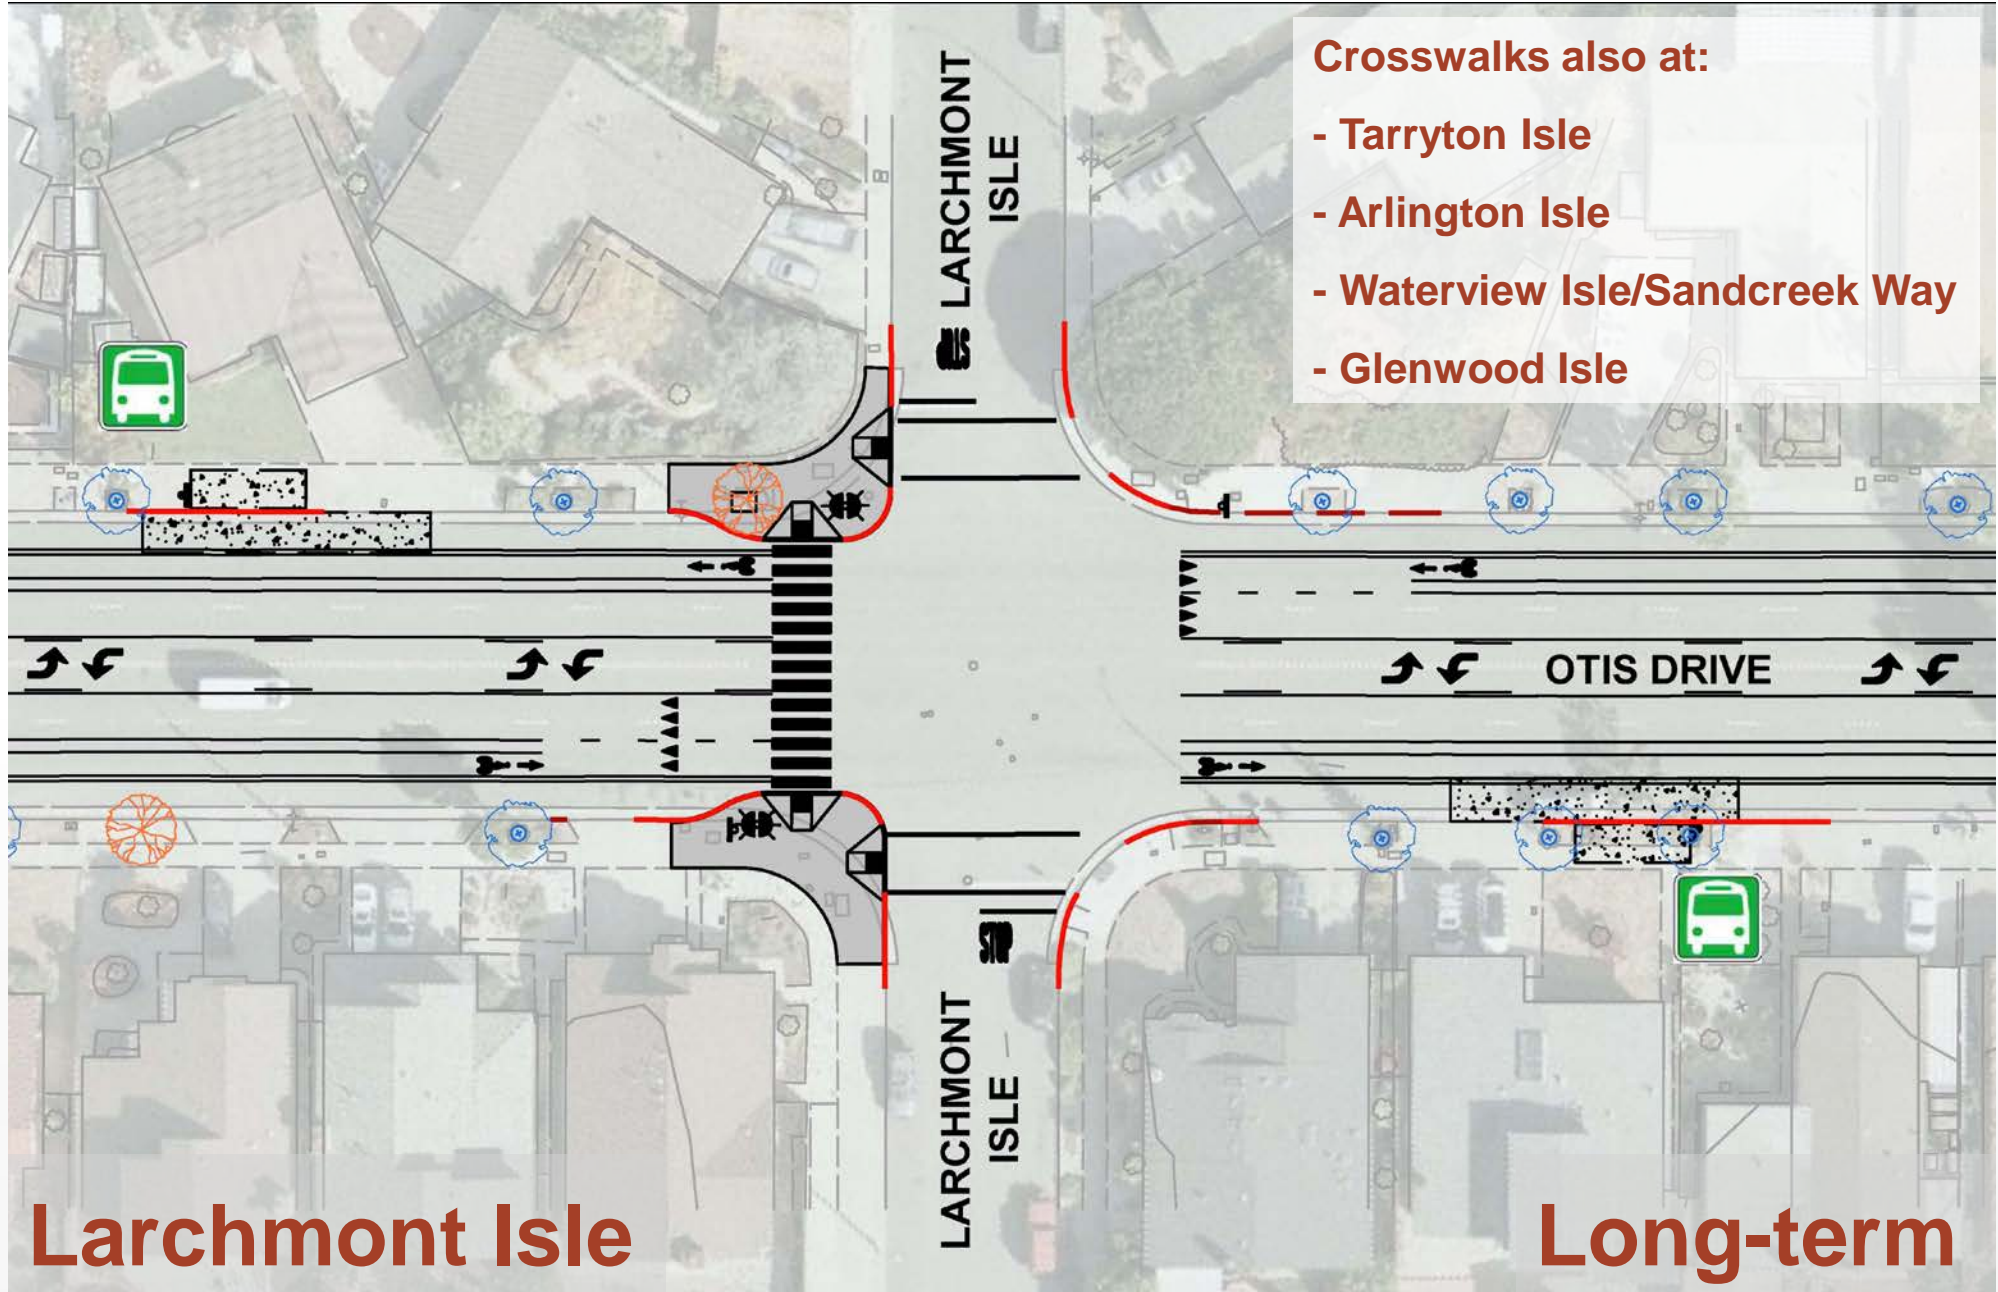 Crosswalks also at:
- Tarryton Isle
- Arlington Isle
- Waterview Isle/Sandcreek Way
- Glenwood Isle
LARCHMONT
ISLE
STOP
OTIS DRIVE
STOP
LARCHMONT
ISLE
Larchmont Isle
Long-term